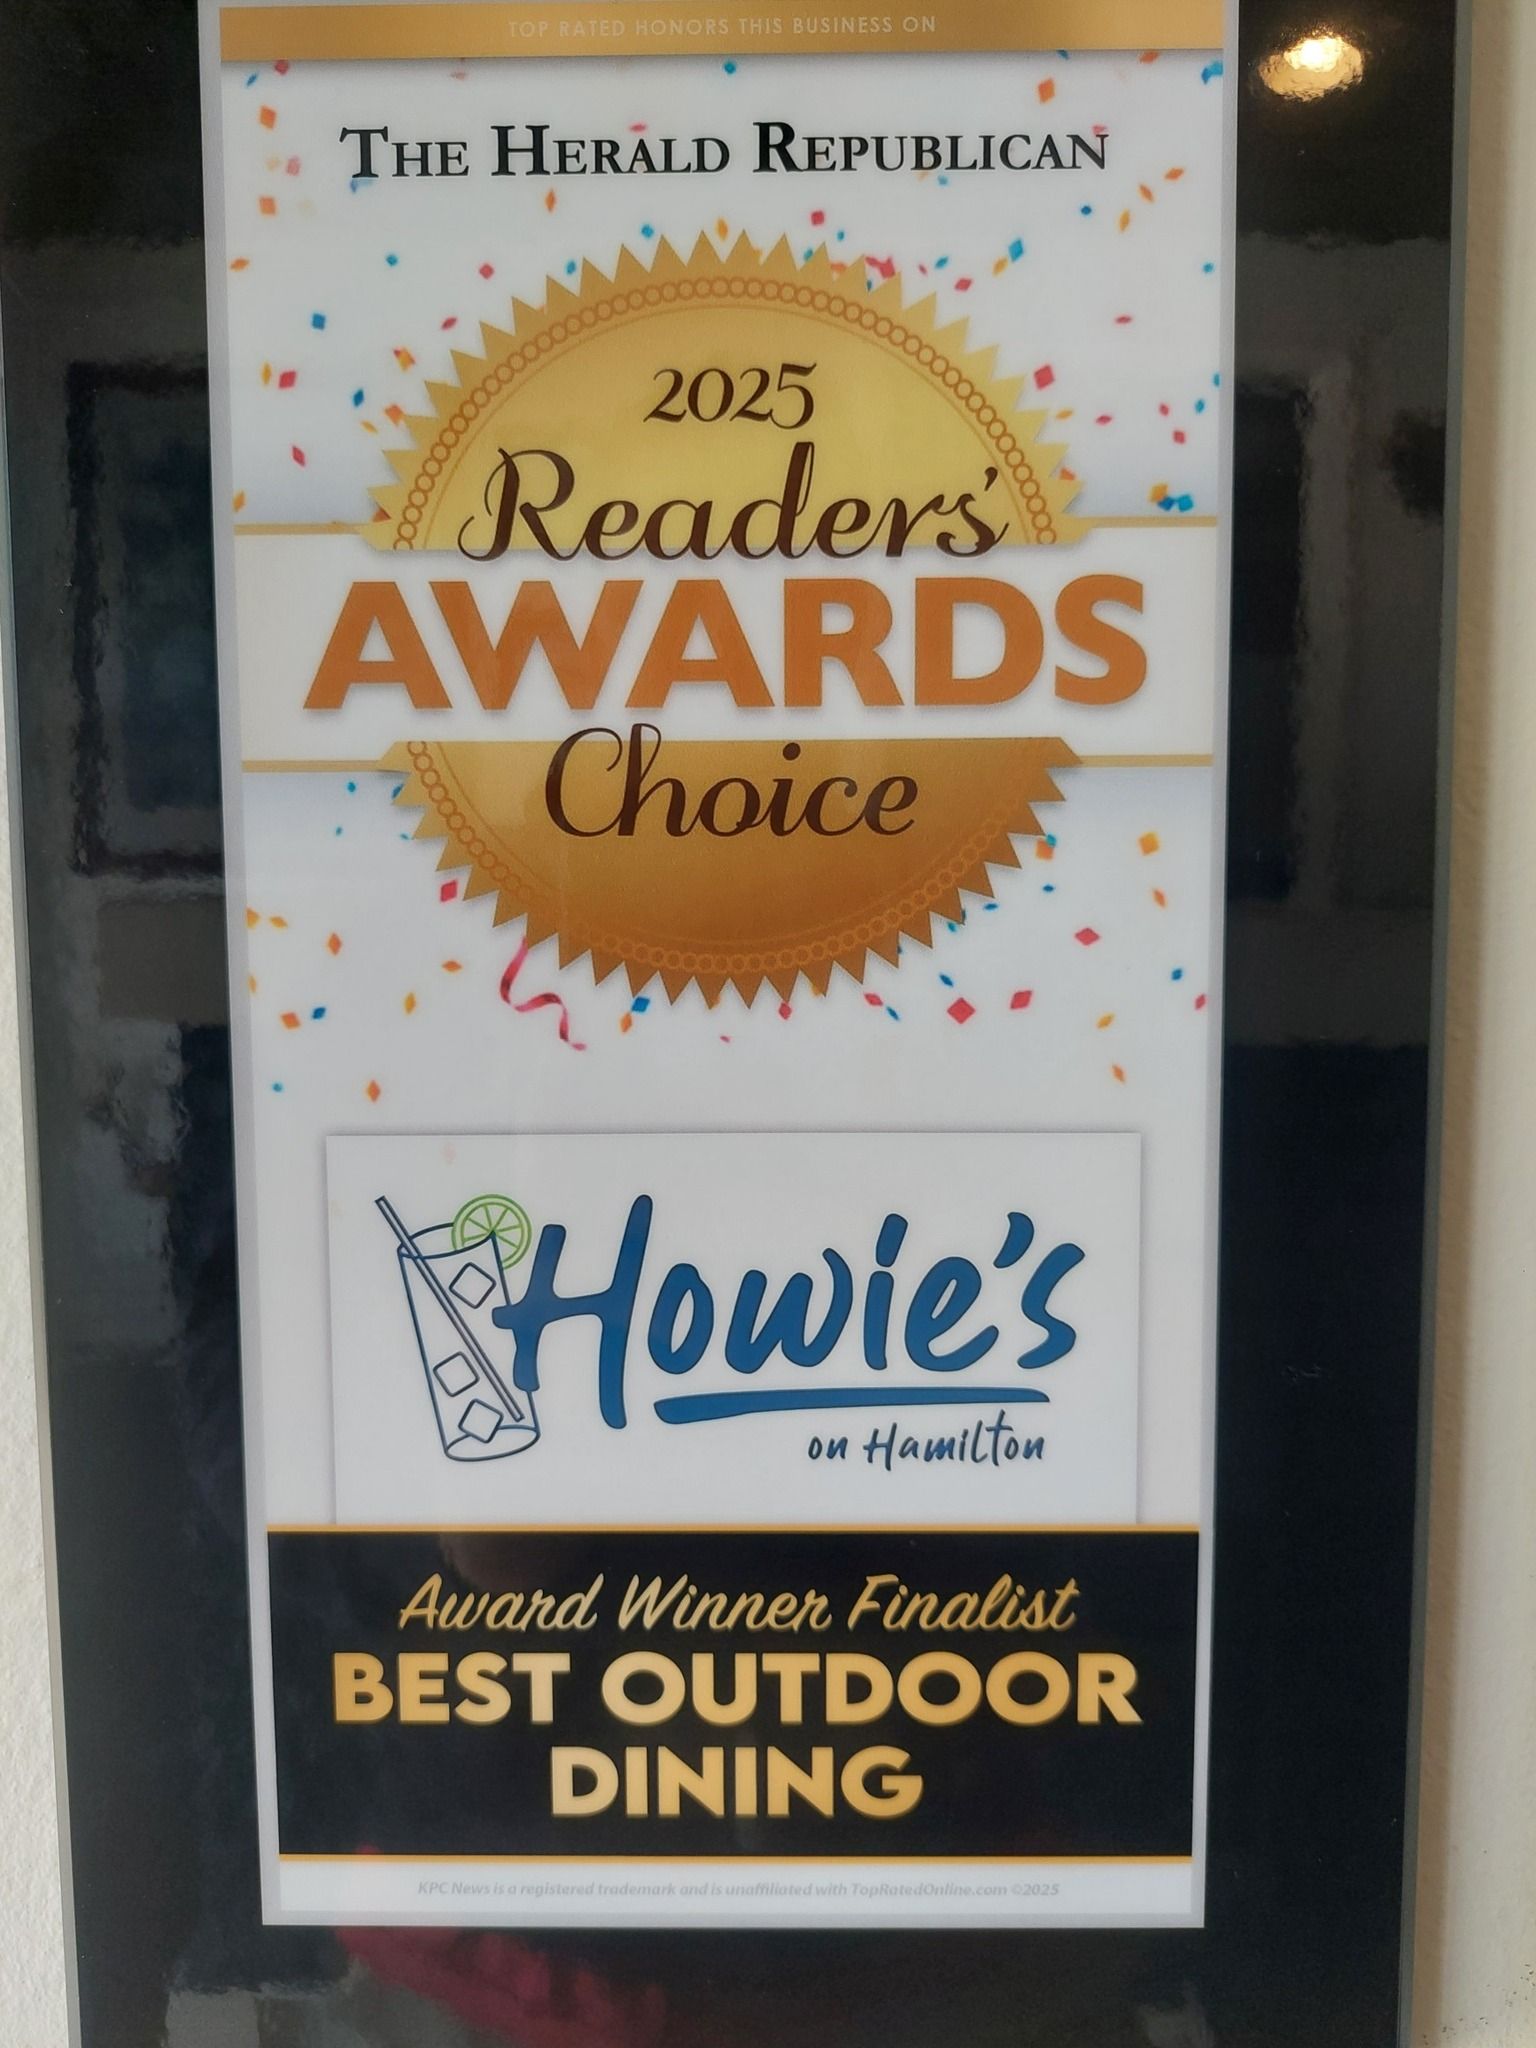 TOP RATED HONORS THIS BUSINESS ON
THE HERALD REPUBLICAN
2025
Readers'
AWARDS
Choice
Howie's
on Hamilton
Award Winner Finalist
BEST OUTDOOR
DINING
KPC News is a registered trademark and is unaffiliated with TopRatedOnline.com ©2025